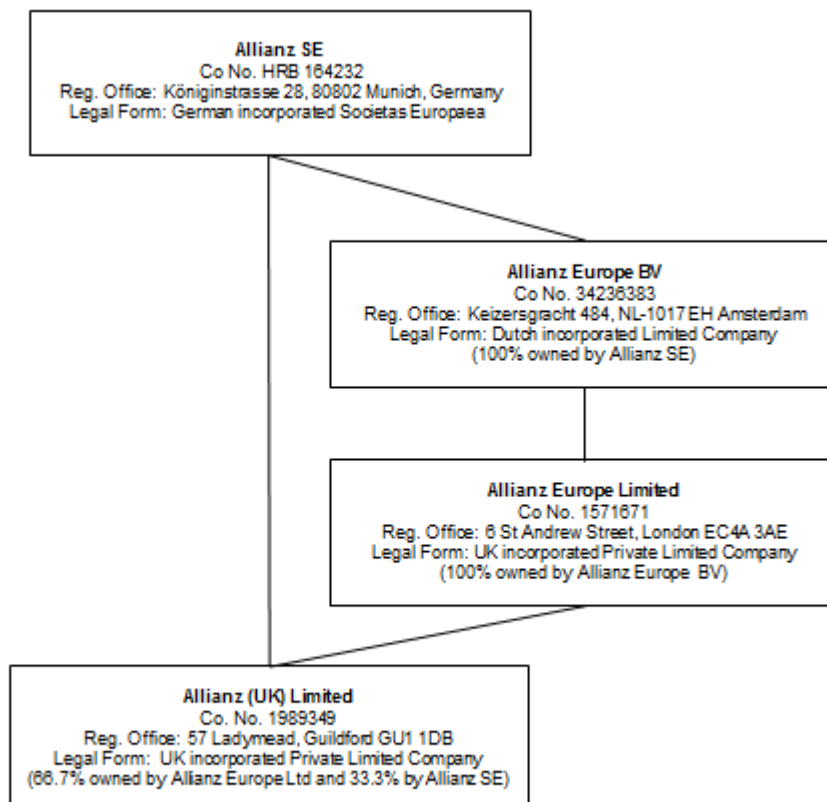 Allianz SE
Co No. HRB 164232
Reg. Office: Königinstrasse 28, 80802 Munich, Germany
Legal Form: German incorporated Societas Europaea
Allianz Europe BV
Co No. 34236383
Reg. Office: Keizersgracht 484, NL-1017 EH Amsterdam
Legal Form: Dutch incorporated Limited Company
(100% owned by Allianz SE)
Allianz Europe Limited
Co No. 1571671
Reg. Office: 6 St Andrew Street, London EC4A 3AE
Legal Form: UK incorporated Private Limited Company
(100% owned by Allianz Europe BV)
Allianz (UK) Limited
Co. No. 1989349
Reg. Office: 57 Ladymead, Guildford GU1 1DB
Legal Form: UK incorporated Private Limited Company
(66.7% owned by Allianz Europe Ltd and 33.3% by Allianz SE)